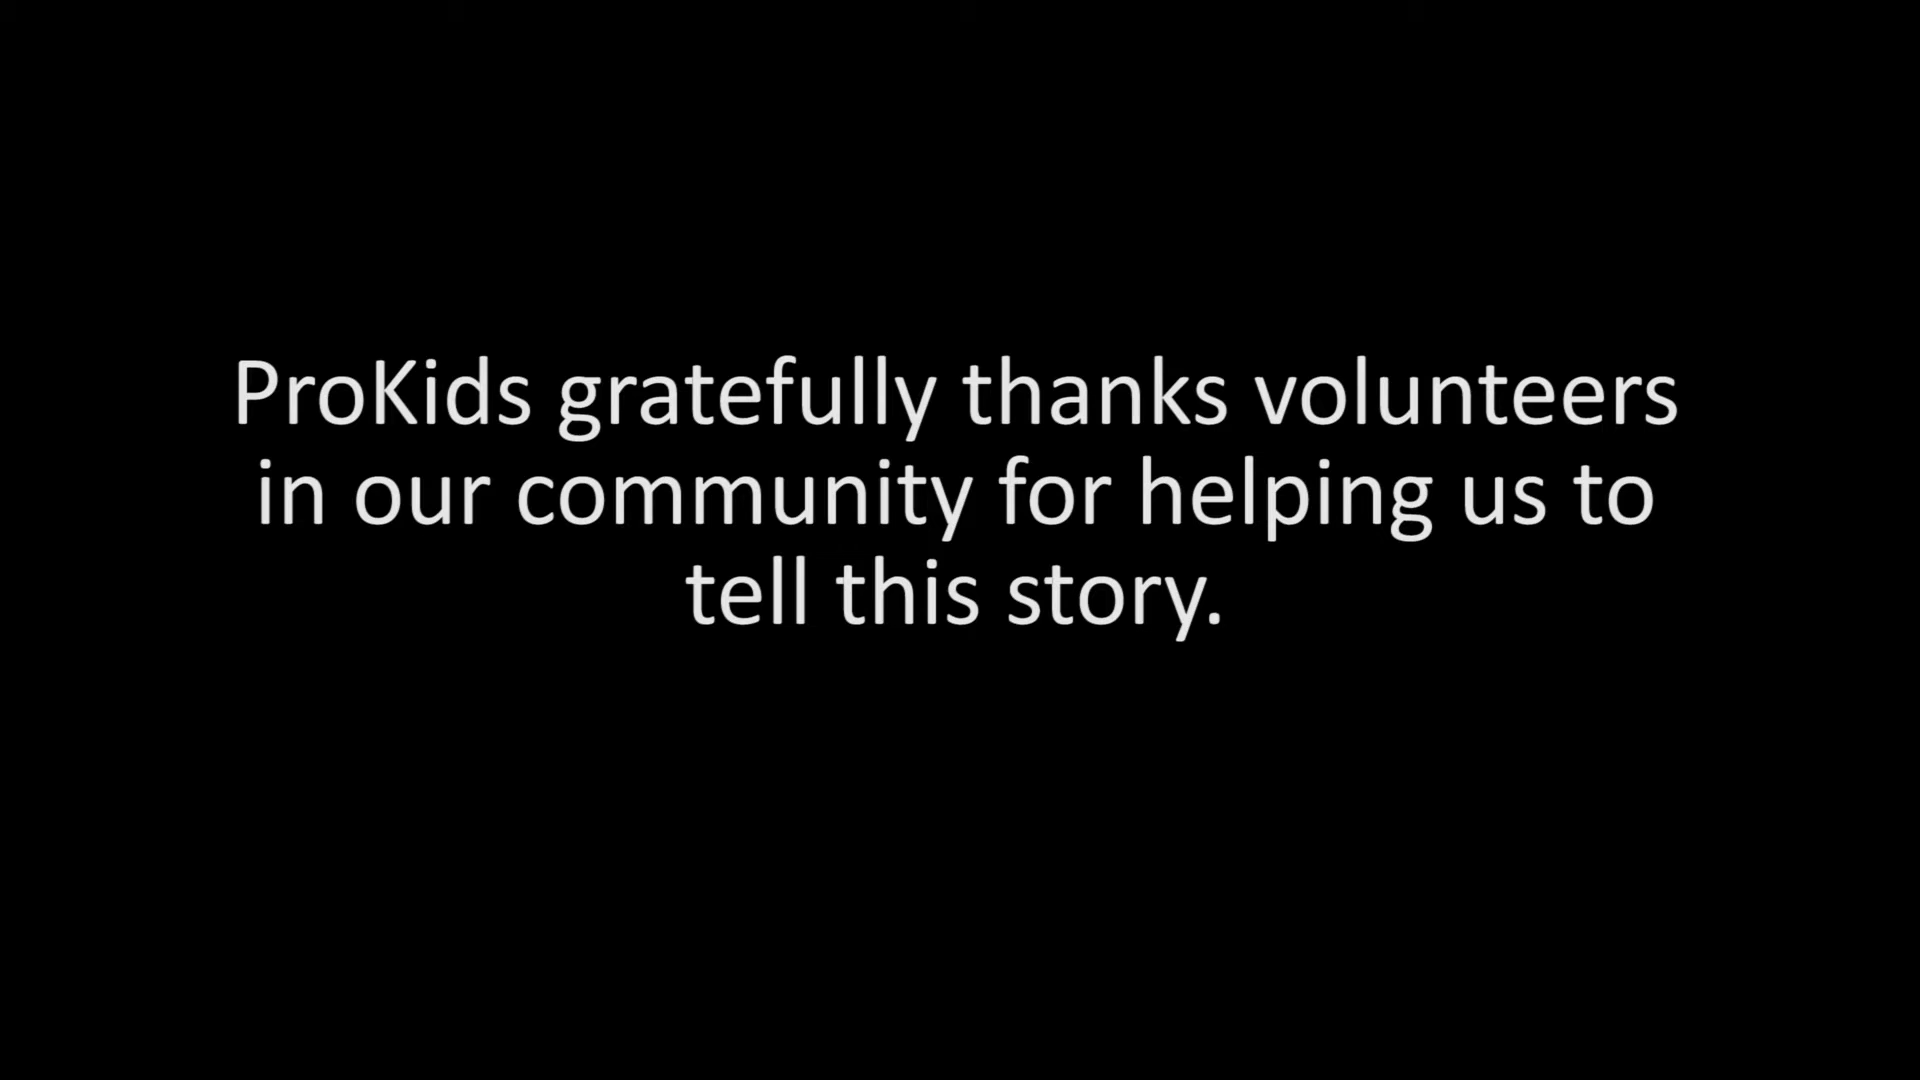 ProKids gratefully thanks volunteers
in our community for helping us to
tell this story.